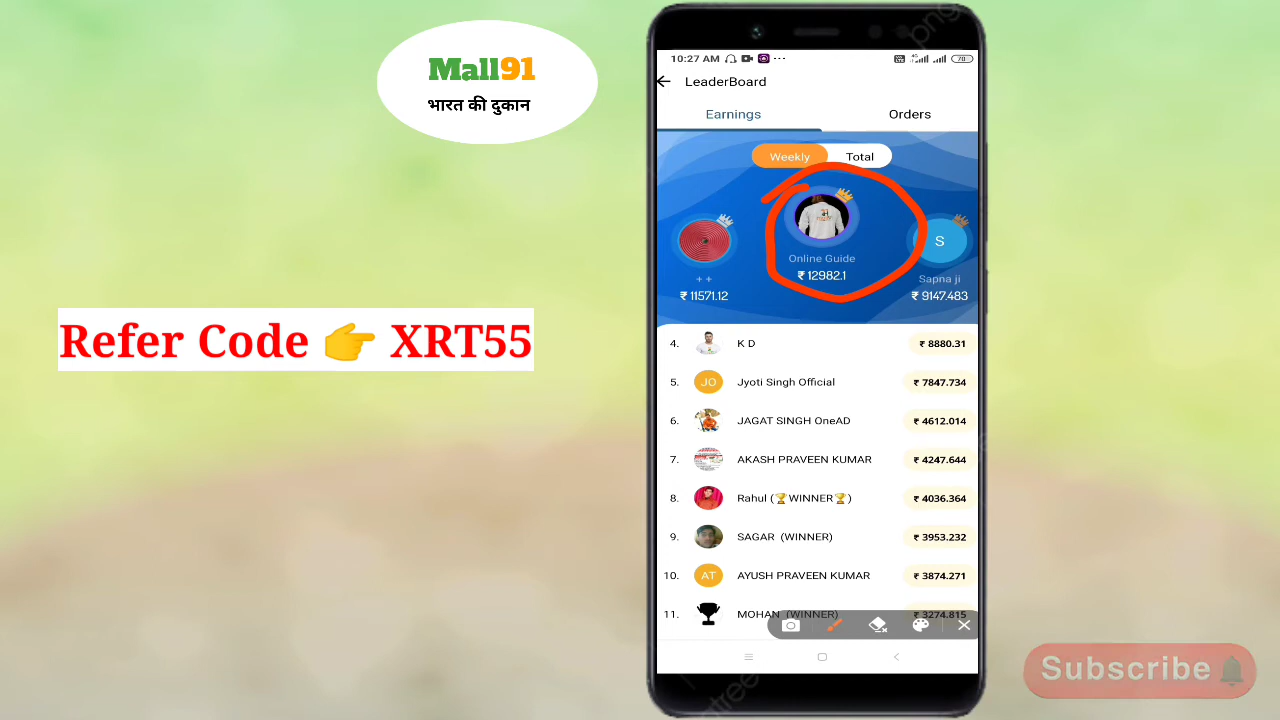 Mall91
भारत की दुकान
Refer Code 👉 XRT55
10:27 AM
4G
70
LeaderBoard
Earnings
Orders
Weekly
Total
Online Guide
₹ 12982.1
+ +
₹ 11571.12
S
Sapna ji
₹ 9147.483
4. K D ₹ 8880.31
5. JO Jyoti Singh Official ₹ 7847.734
6. JAGAT SINGH OneAD ₹ 4612.014
7. AKASH PRAVEEN KUMAR ₹ 4247.644
8. Rahul (🏆WINNER🏆) ₹ 4036.364
9. SAGAR (WINNER) ₹ 3953.232
10. AT AYUSH PRAVEEN KUMAR ₹ 3874.271
11. MOHAN (WINNER) ₹ 3274.815
Subscribe